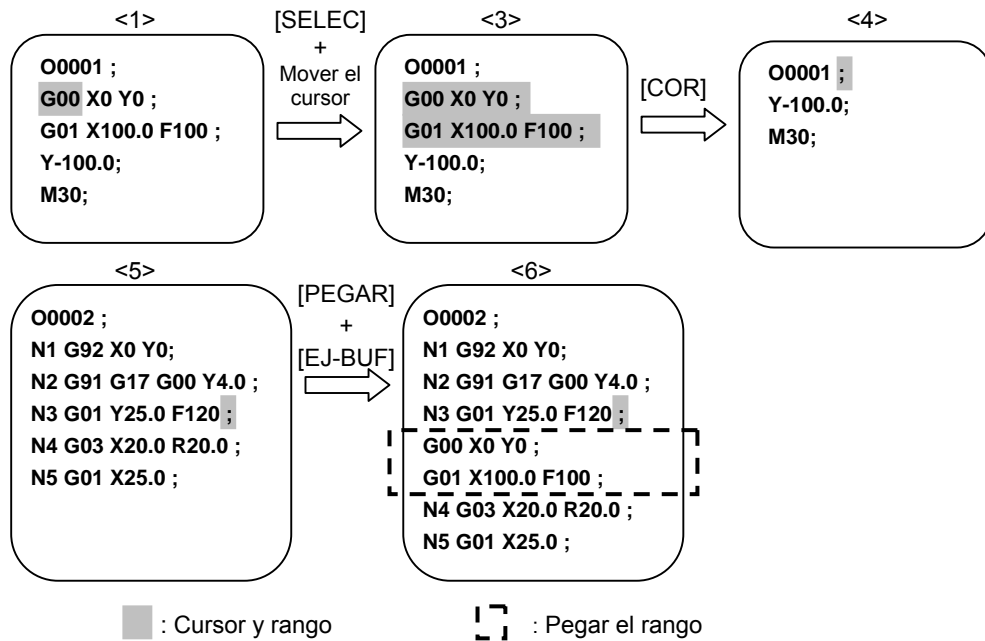 <1>
[SELEC]
+
Mover el
cursor
<3>
[COR]
<4>
O0001 ;
G00 X0 Y0 ;
G01 X100.0 F100 ;
Y-100.0;
M30;
O0001 ;
G00 X0 Y0 ;
G01 X100.0 F100 ;
Y-100.0;
M30;
O0001 ;
Y-100.0;
M30;
<5>
[PEGAR]
+
[EJ-BUF]
<6>
O0002 ;
N1 G92 X0 Y0;
N2 G91 G17 G00 Y4.0 ;
N3 G01 Y25.0 F120 ;
N4 G03 X20.0 R20.0 ;
N5 G01 X25.0 ;
O0002 ;
N1 G92 X0 Y0;
N2 G91 G17 G00 Y4.0 ;
N3 G01 Y25.0 F120 ;
G00 X0 Y0 ;
G01 X100.0 F100 ;
N4 G03 X20.0 R20.0 ;
N5 G01 X25.0 ;
: Cursor y rango
: Pegar el rango